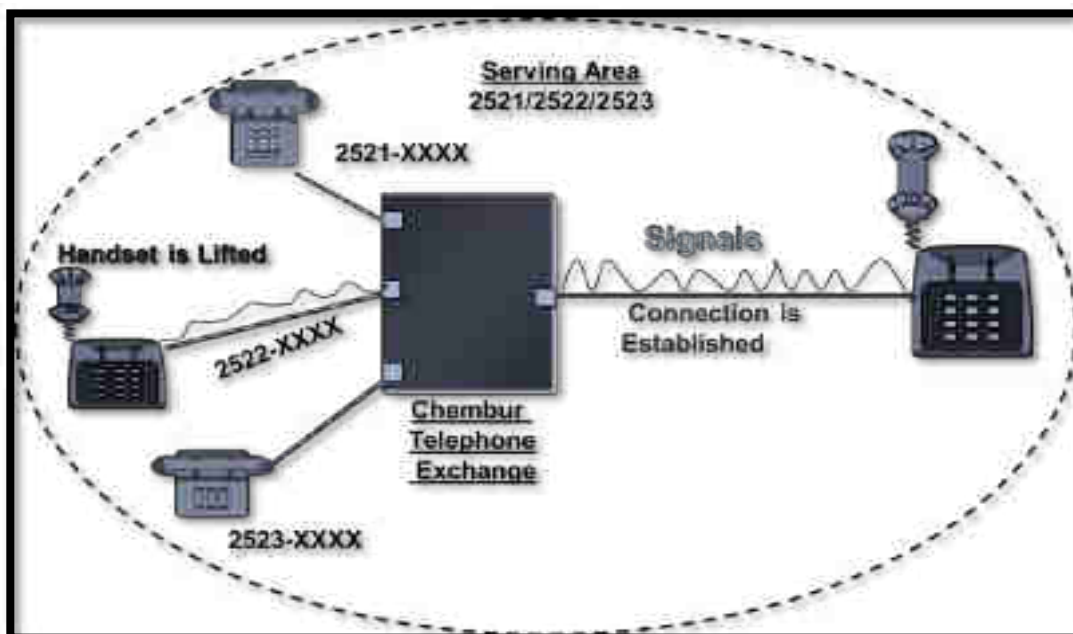 Serving Area
2521/2522/2523
2521-XXXX
Handset is Lifted
Signals
2522-XXXX
Connection is
Established
Chembur
Telephone
Exchange
2523-XXXX